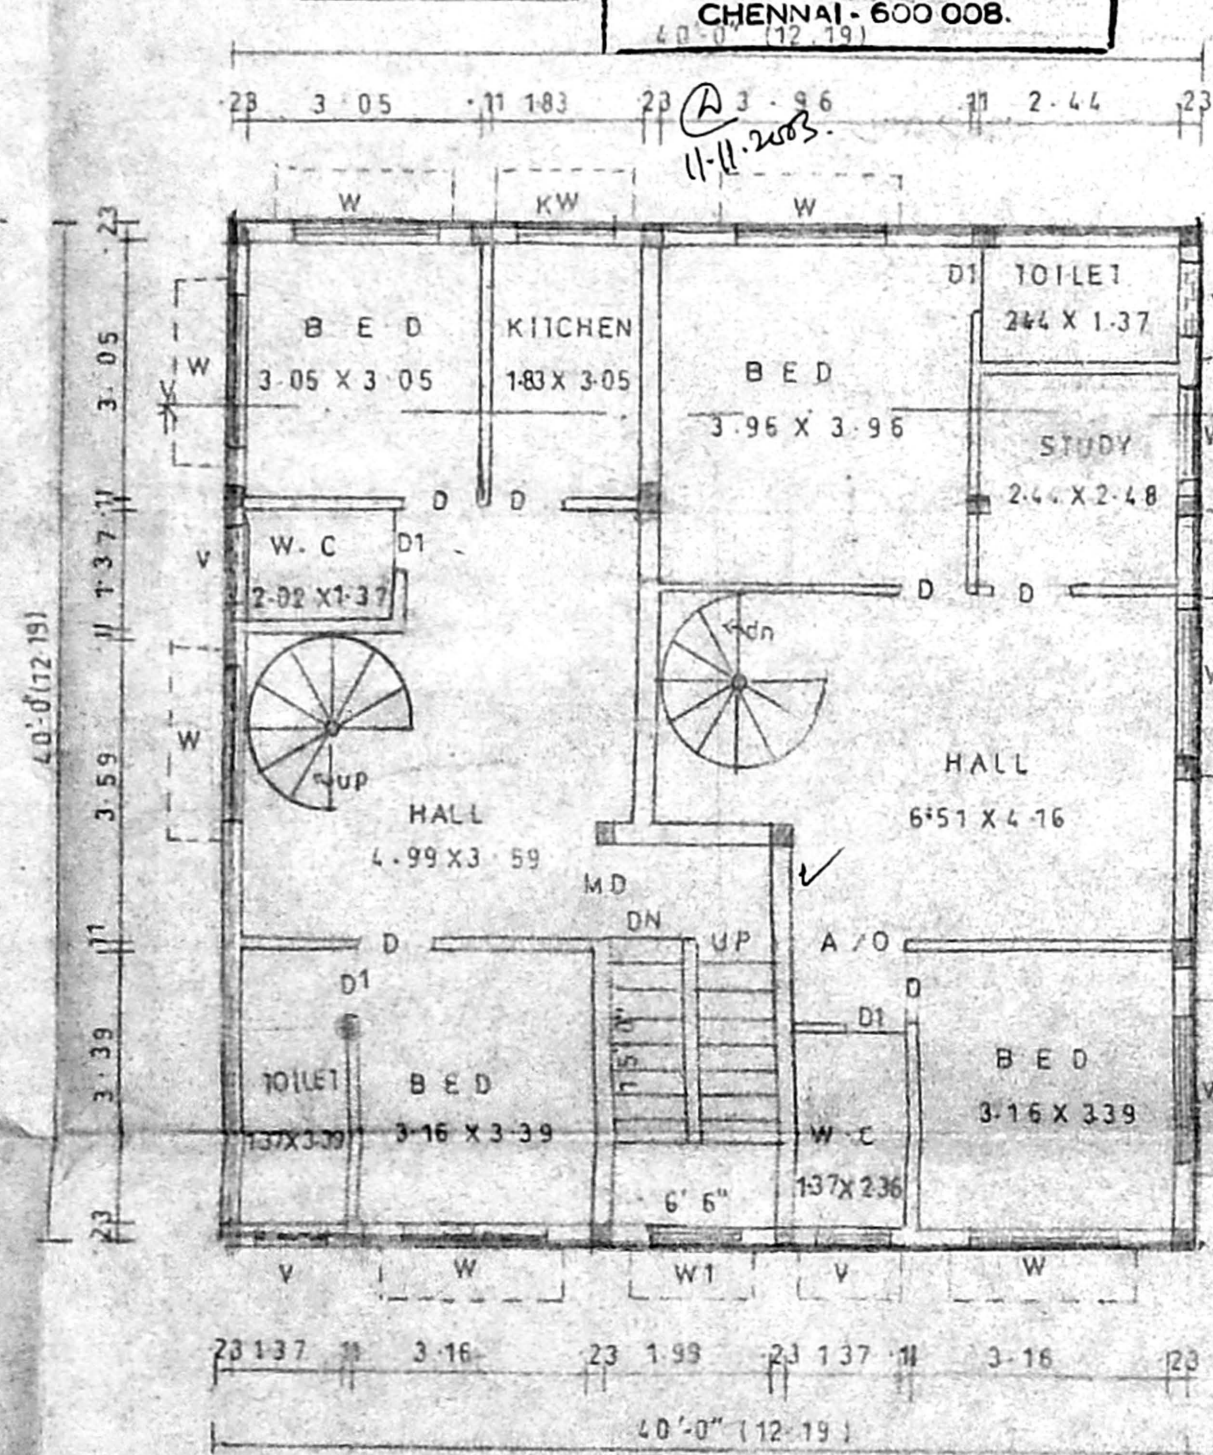 CHENNAI - 600 008.
40'-0" (12.19)
.23 3.05 .11 1.83 .23 3.96 .11 2.44 .23
11.11.2003.
W KW W
.23
3.05
.11
1.37
.11
3.59
.11
3.39
.23
40'-0"(12.19)
W
V
W
BED
3.05 X 3.05
KITCHEN
1.83 X 3.05
BED
3.96 X 3.96
D1 TOILET
2.44 X 1.37
STUDY
2.44 X 2.48
D D
W.C D1
2.02 X 1.37
D D
dn
UP
HALL
4.99 X 3.59
HALL
6.51 X 4.16
MD
DN UP
D
A/O
D1
D
D1
TOILET
1.37 X 3.39
BED
3.16 X 3.39
15'0"
W.C
1.37 X 2.36
BED
3.16 X 3.39
6' 6"
V W W1 V W
.23 1.37 .11 3.16 .23 1.99 .23 1.37 .11 3.16 .23
40'-0" (12.19)